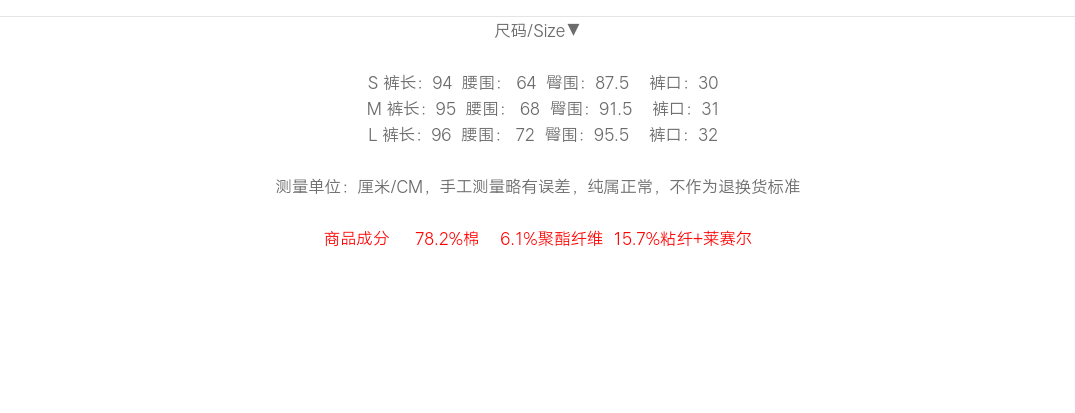 尺码/Size▼
S 裤长：94 腰围： 64 臀围：87.5 裤口：30
M 裤长：95 腰围： 68 臀围：91.5 裤口：31
L 裤长：96 腰围： 72 臀围：95.5 裤口：32
测量单位：厘米/CM，手工测量略有误差，纯属正常，不作为退换货标准
商品成分 78.2%棉 6.1%聚酯纤维 15.7%粘纤+莱赛尔